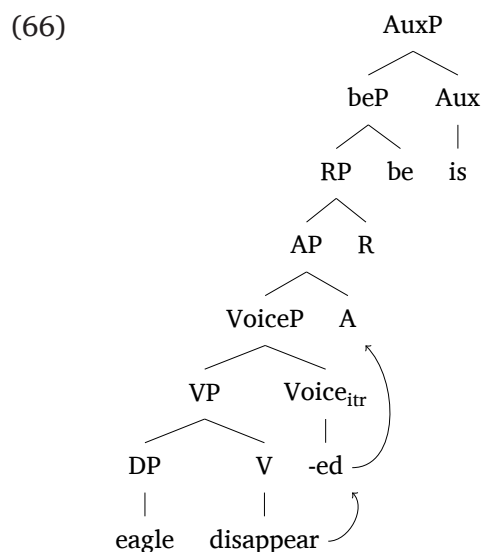 (66) AuxP
beP Aux
RP be is
AP R
VoiceP A
VP Voiceitr
DP V -ed
eagle disappear